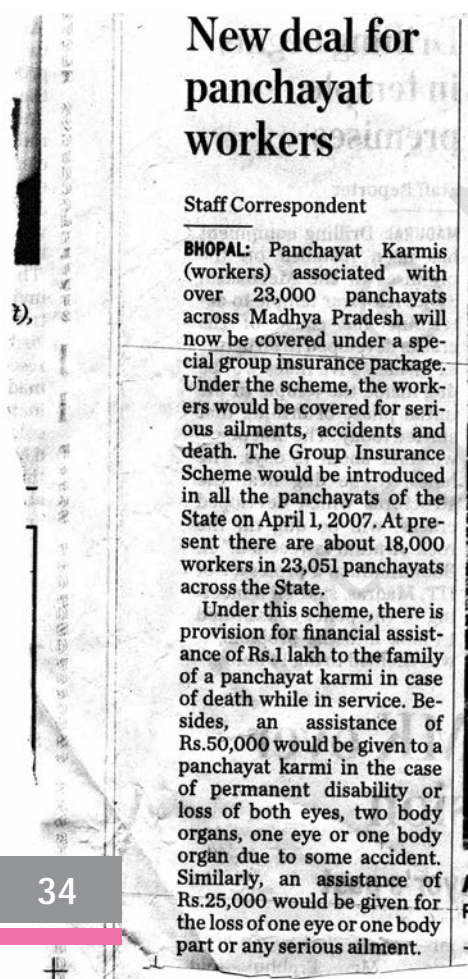 New deal for
panchayat
workers
Staff Correspondent
BHOPAL: Panchayat Karmis
(workers) associated with
over 23,000 panchayats
across Madhya Pradesh will
now be covered under a spe-
cial group insurance package.
Under the scheme, the work-
ers would be covered for seri-
ous ailments, accidents and
death. The Group Insurance
Scheme would be introduced
in all the panchayats of the
State on April 1, 2007. At pre-
sent there are about 18,000
workers in 23,051 panchayats
across the State.
Under this scheme, there is
provision for financial assist-
ance of Rs.1 lakh to the family
of a panchayat karmi in case
of death while in service. Be-
sides, an assistance of
Rs.50,000 would be given to a
panchayat karmi in the case
of permanent disability or
loss of both eyes, two body
organs, one eye or one body
organ due to some accident.
Similarly, an assistance of
Rs.25,000 would be given for
the loss of one eye or one body
part or any serious ailment.
34